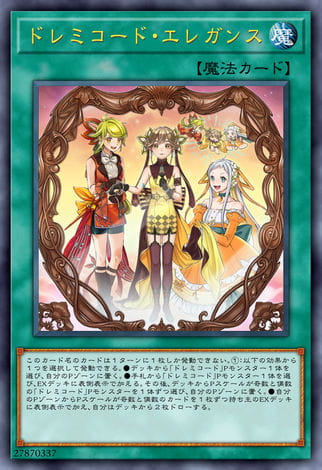 ドレミコード・エレガンス
魔
【魔法カード】
このカード名のカードは1ターンに1枚しか発動できない。①：以下の効果から
1つを選択して発動できる。●デッキから「ドレミコード」Pモンスター1体を
選び、自分のPゾーンに置く。●手札から「ドレミコード」Pモンスター1体を選
び、EXデッキに表側表示で加える。その後、デッキからPスケールが奇数と偶数
の「ドレミコード」Pモンスターを1体ずつ選び、自分のPゾーンに置く。●自分
のPゾーンからPスケールが奇数と偶数のカードを1枚ずつ持ち主のEXデッキ
に表側表示で加え、自分はデッキから2枚ドローする。
27870337